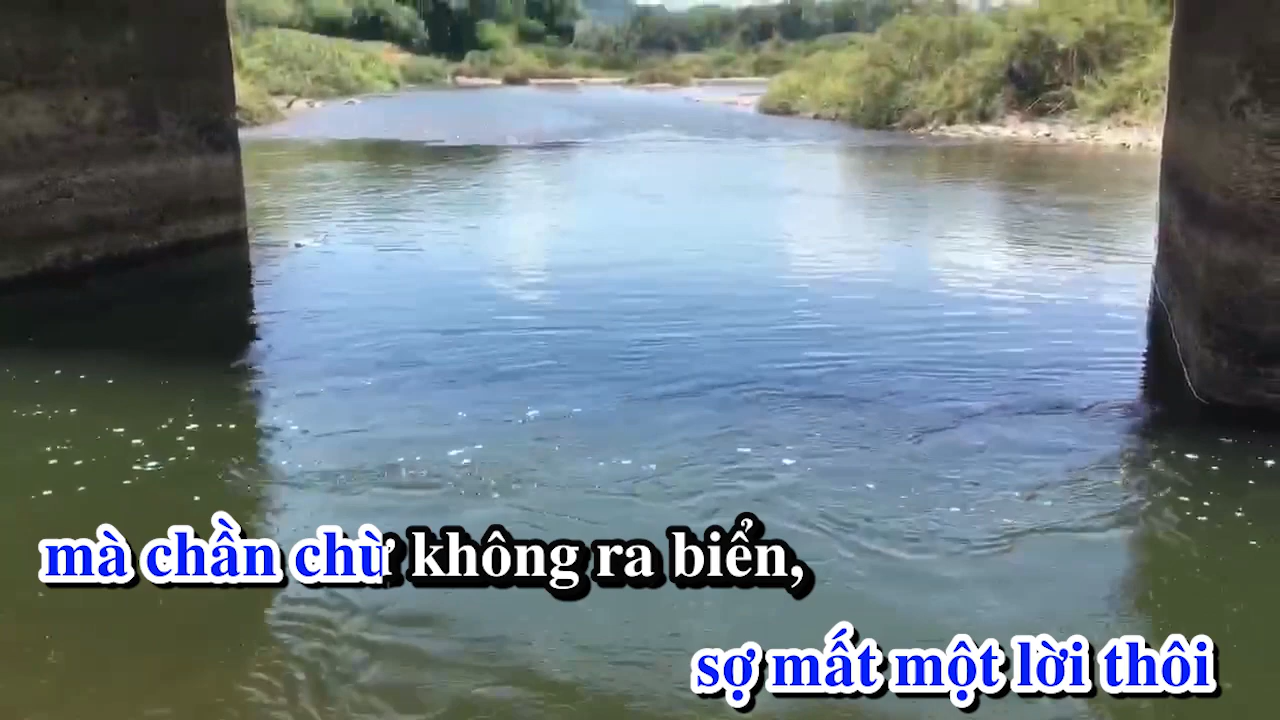 mà chần chừ không ra biển,
sợ mất một lời thôi